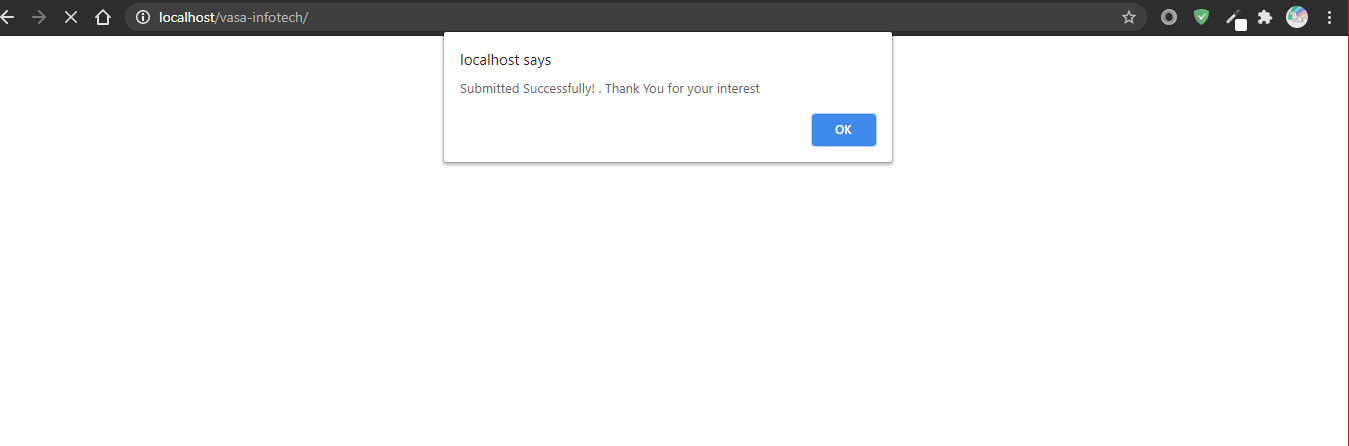 localhost/vasa-infotech/
localhost says
Submitted Successfully! . Thank You for your interest
OK